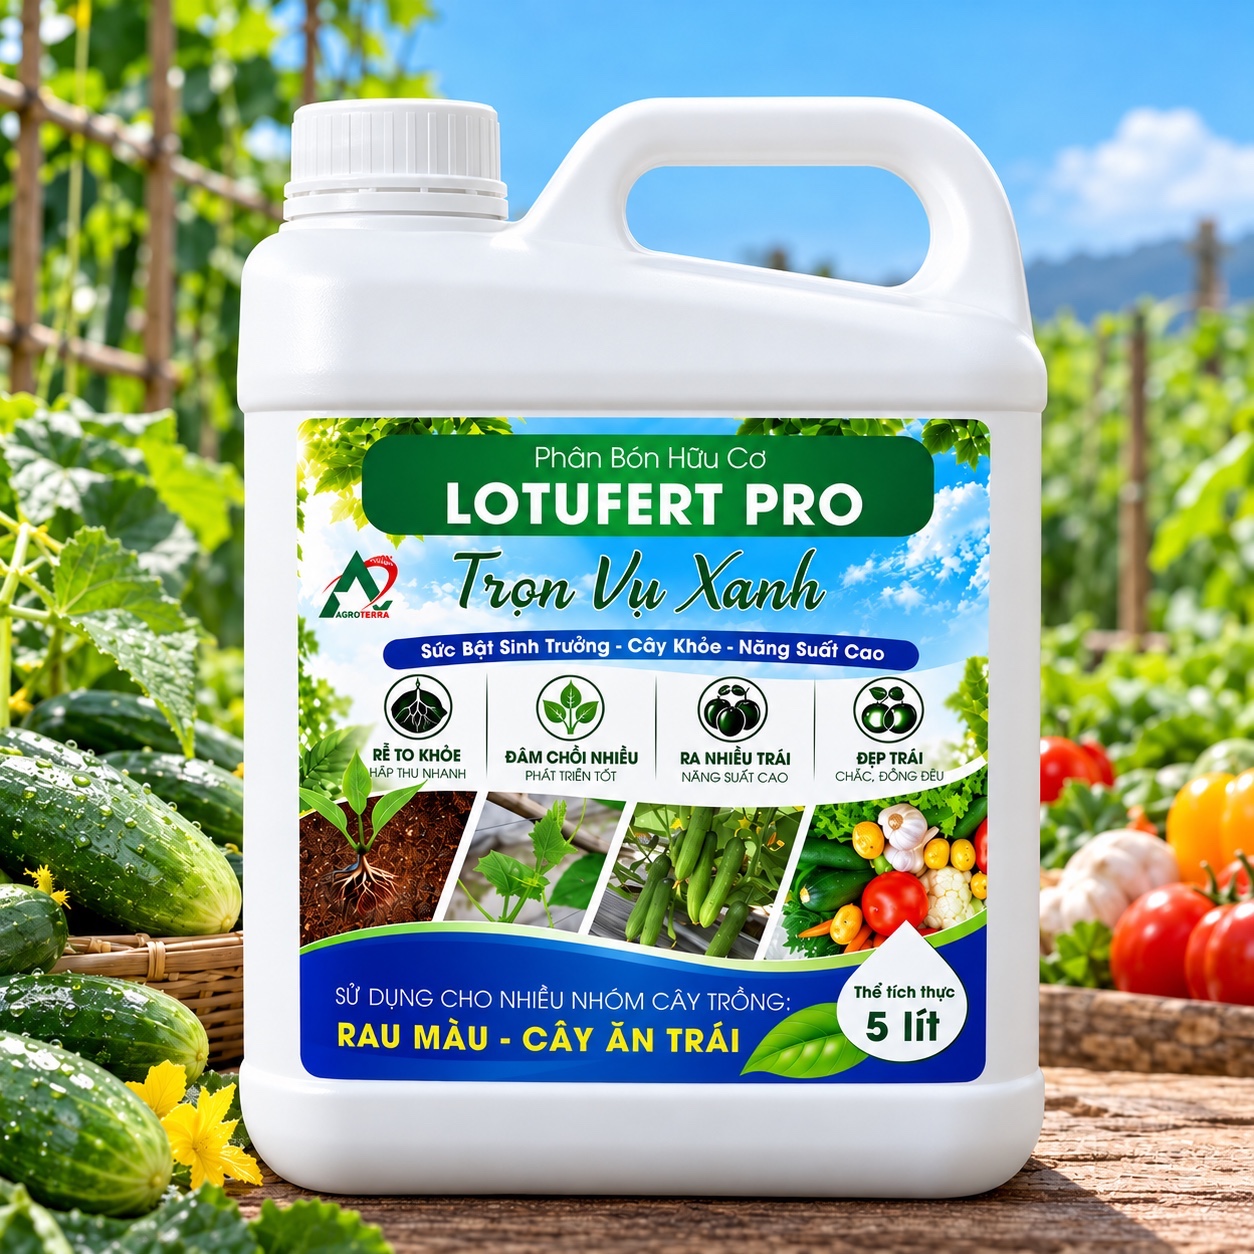 Phân Bón Hữu Cơ
LOTUFERT PRO
Trọn Vụ Xanh
AGROTERRA
Sức Bật Sinh Trưởng - Cây Khỏe - Năng Suất Cao
RỄ TO KHỎE
HẤP THU NHANH
ĐÂM CHỒI NHIỀU
PHÁT TRIỂN TỐT
RA NHIỀU TRÁI
NĂNG SUẤT CAO
ĐẸP TRÁI
CHẮC, ĐỒNG ĐỀU
SỬ DỤNG CHO NHIỀU NHÓM CÂY TRỒNG:
RAU MÀU - CÂY ĂN TRÁI
Thể tích thực
5 lít